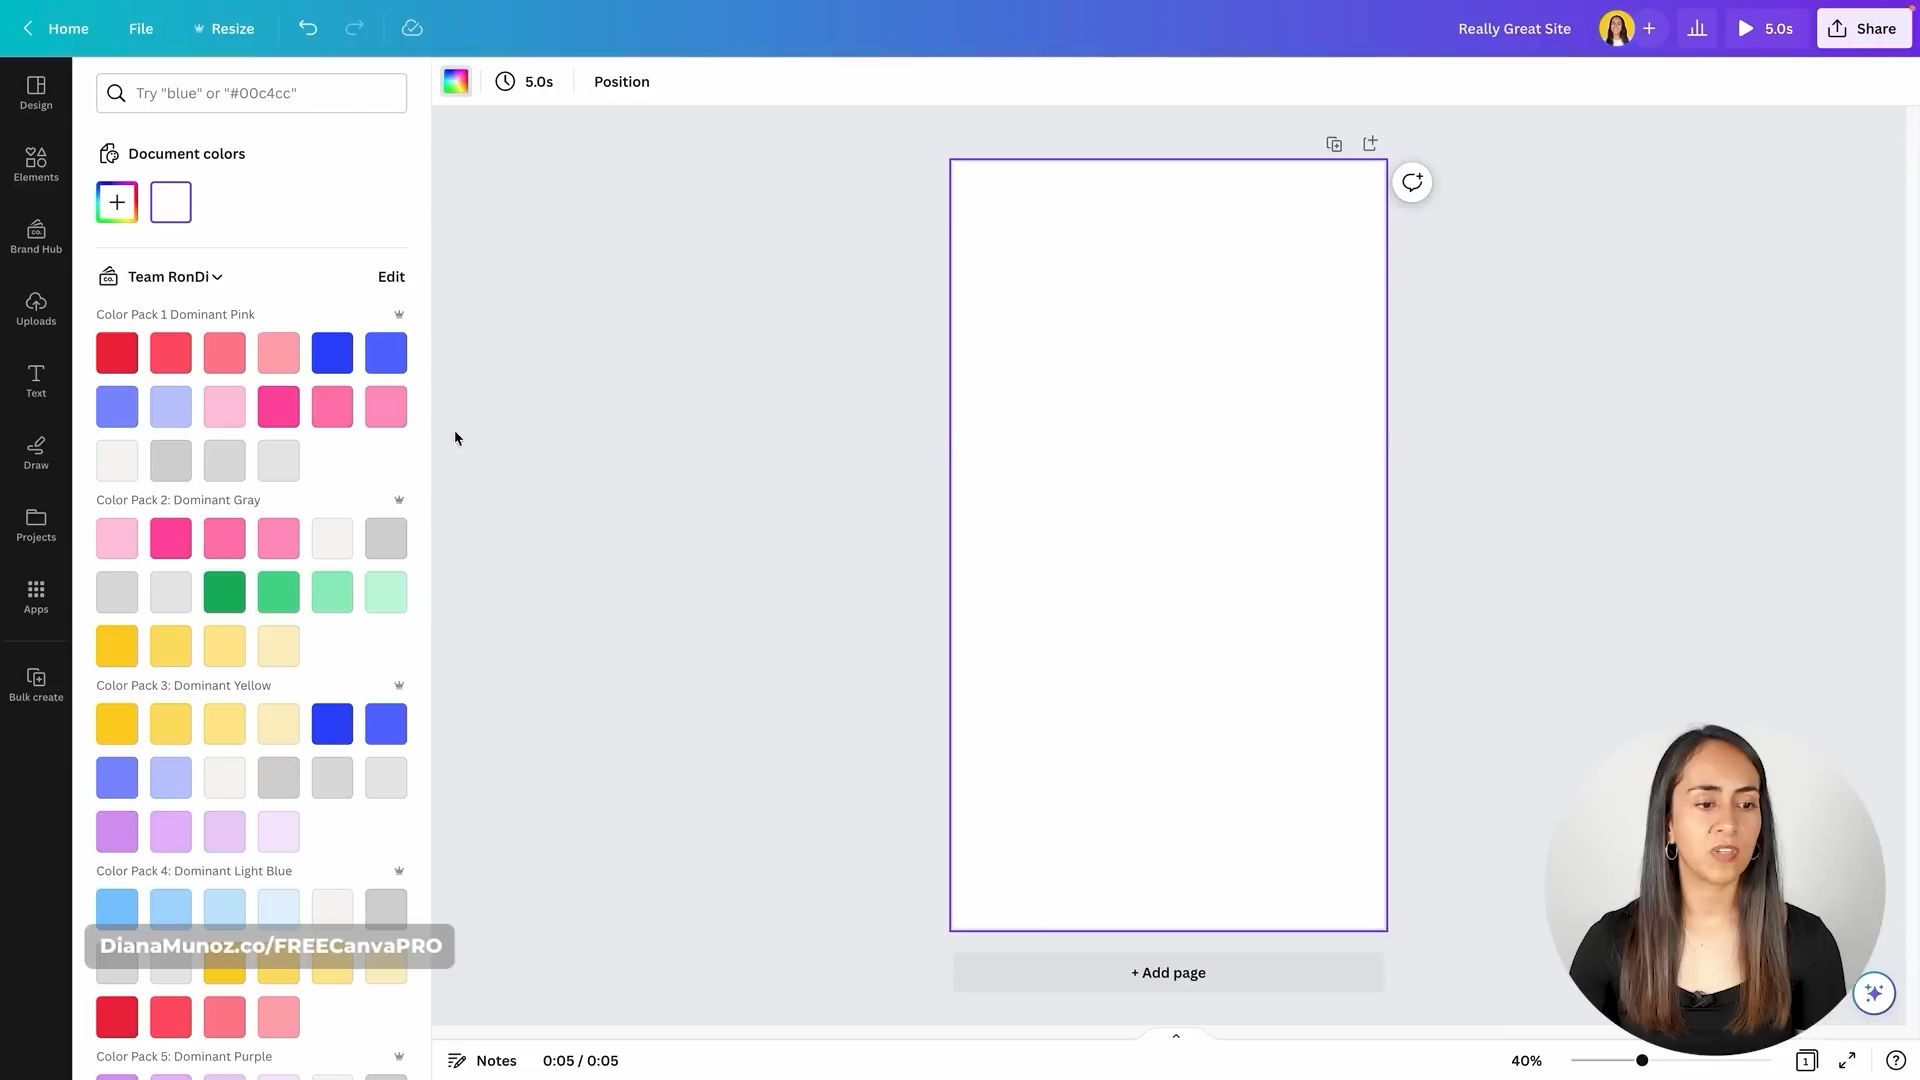 Home
File
Resize
Really Great Site
5.0s
Share
Design
Elements
Brand Hub
Uploads
Text
Draw
Projects
Apps
Bulk create
Try "blue" or "#00c4cc"
Document colors
Team RonDi
Edit
Color Pack 1 Dominant Pink
Color Pack 2: Dominant Gray
Color Pack 3: Dominant Yellow
Color Pack 4: Dominant Light Blue
DianaMunoz.co/FREECanvaPRO
Color Pack 5: Dominant Purple
5.0s
Position
+ Add page
Notes
0:05 / 0:05
40%
1